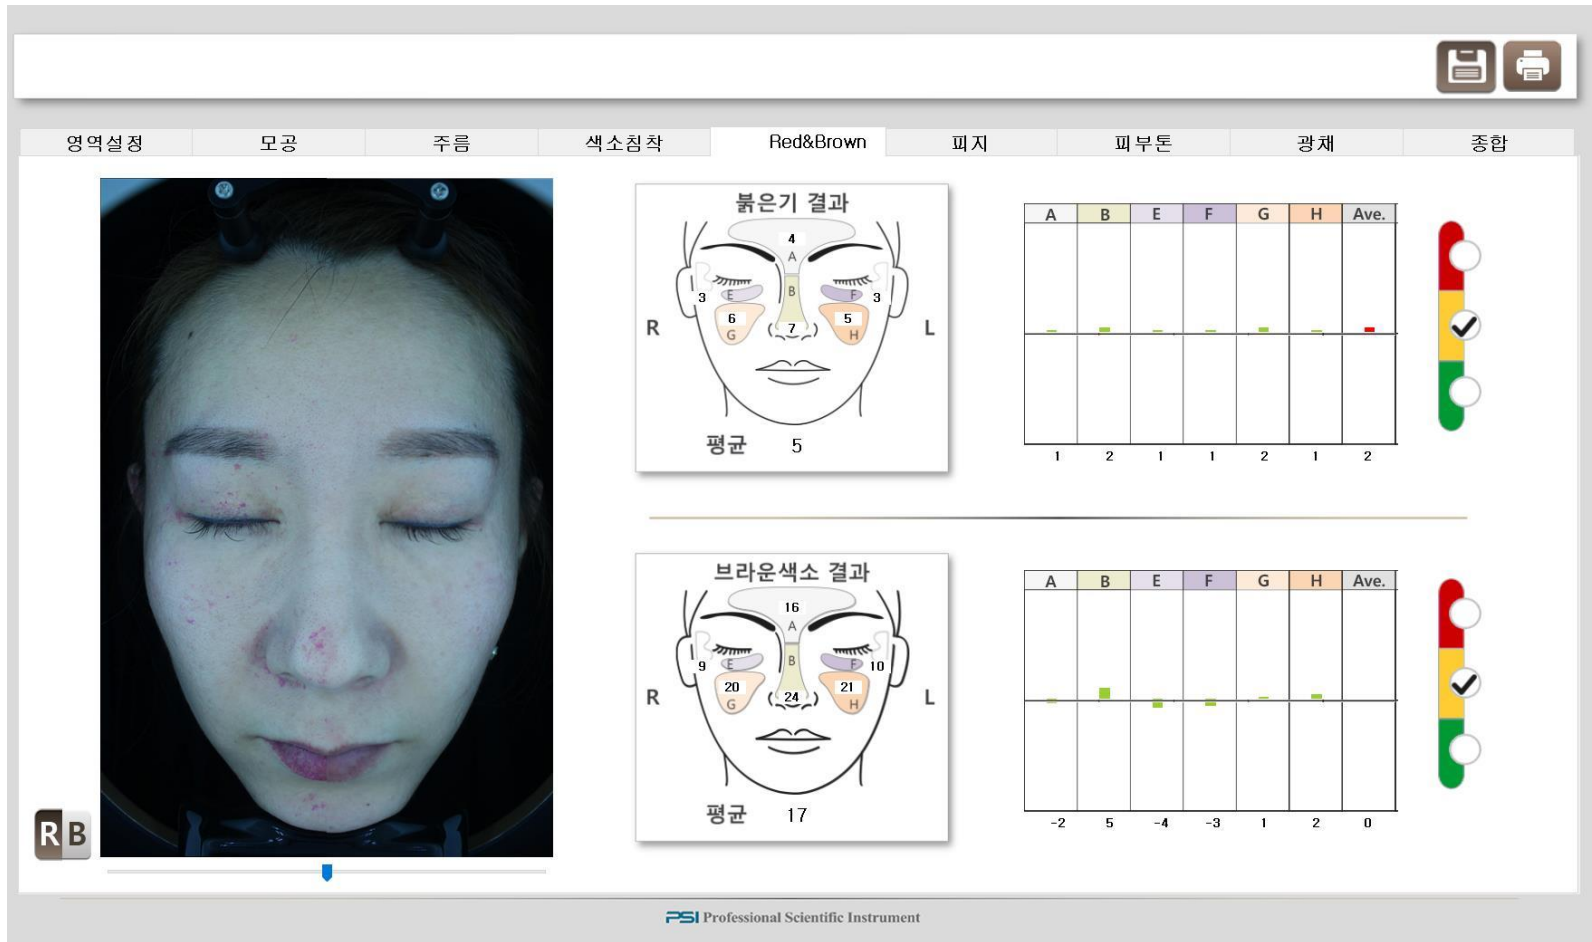 영역설정 모공 주름 색소침착 Red&Brown 피지 피부톤 광채 종합
붉은기 결과
4
A
3 E B F 3
6 5
R G 7 H L
평균 5
A B E F G H Ave.
1 2 1 1 2 1 2
브라운색소 결과
16
A
9 E B F 10
20 21
R G 24 H L
평균 17
A B E F G H Ave.
-2 5 -4 -3 1 2 0
RB
PSI Professional Scientific Instrument